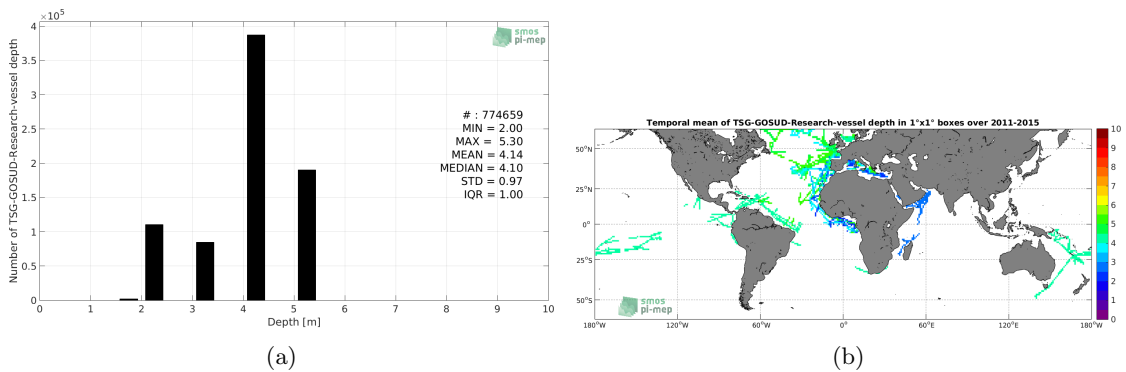 ×10⁵
4
3.5
3
2.5
2
1.5
1
0.5
0
Number of TSG-GOSUD-Research-vessel depth
smos
pi-mep
# : 774659
MIN = 2.00
MAX = 5.30
MEAN = 4.14
MEDIAN = 4.10
STD = 0.97
IQR = 1.00
0 1 2 3 4 5 6 7 8 9 10
Depth [m]
(a)
Temporal mean of TSG-GOSUD-Research-vessel depth in 1°x1° boxes over 2011-2015
50°N
25°N
0°
25°S
50°S
smos
pi-mep
180°W 120°W 60°W 0° 60°E 120°E 180°W
10
9
8
7
6
5
4
3
2
1
0
(b)